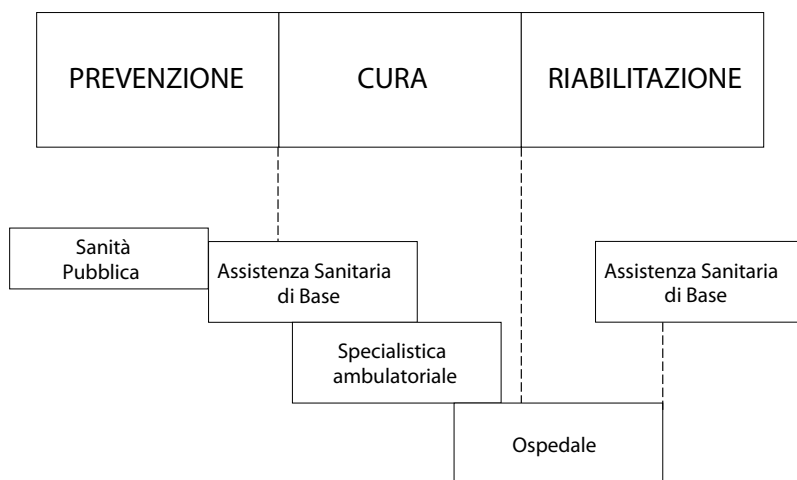 PREVENZIONE
CURA
RIABILITAZIONE
Sanità
Pubblica
Assistenza Sanitaria
di Base
Assistenza Sanitaria
di Base
Specialistica
ambulatoriale
Ospedale